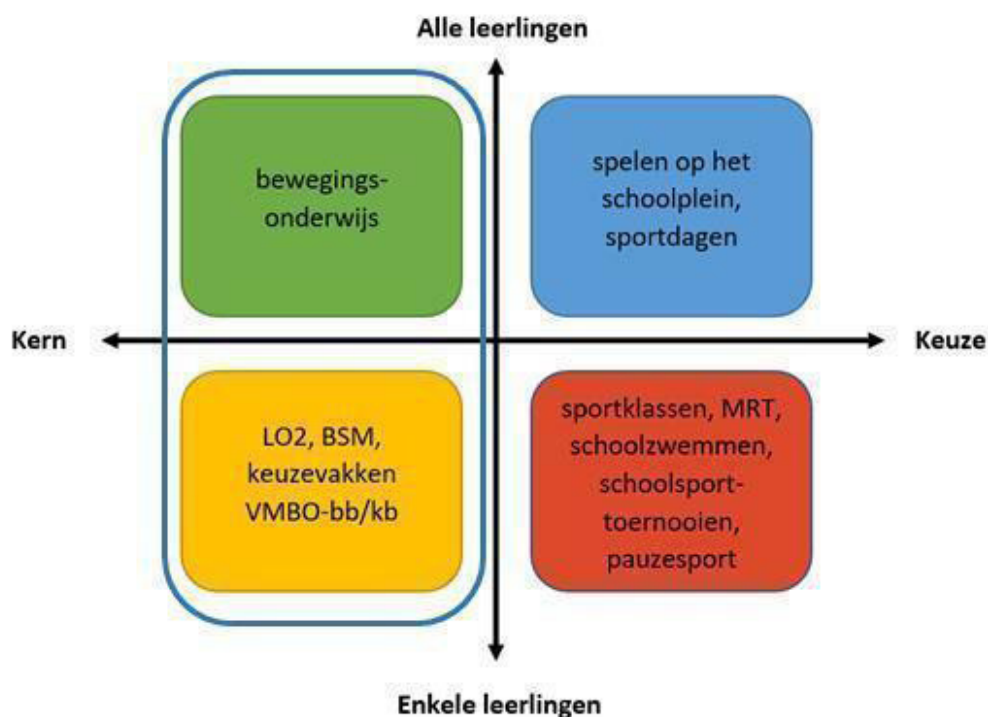 Alle leerlingen
bewegings-
onderwijs
spelen op het
schoolplein,
sportdagen
Kern
Keuze
LO2, BSM,
keuzevakken
VMBO-bb/kb
sportklassen, MRT,
schoolzwemmen,
schoolsport-
toernooien,
pauzesport
Enkele leerlingen